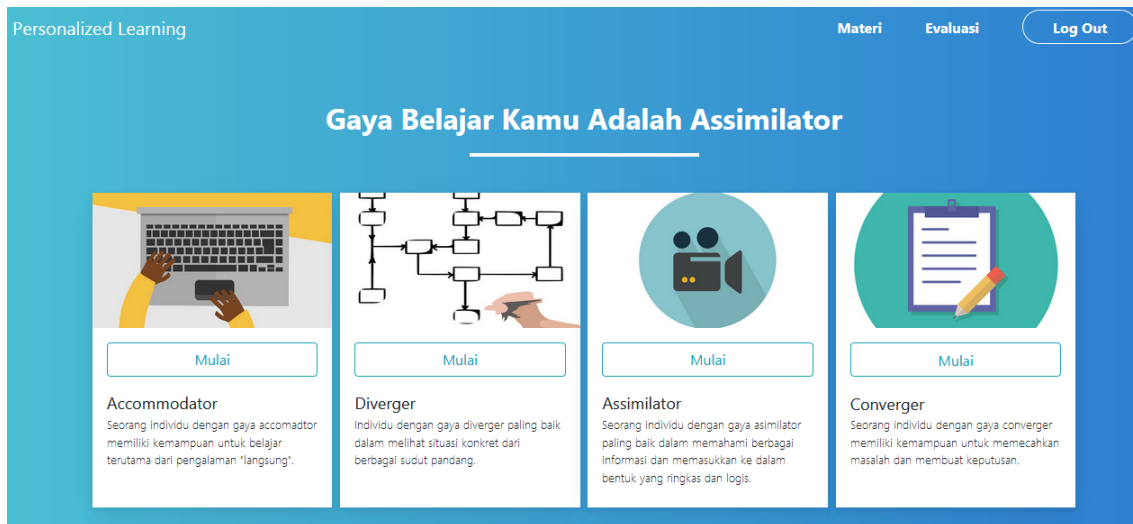 Personalized Learning
Materi
Evaluasi
Log Out
Gaya Belajar Kamu Adalah Assimilator
Mulai
Accommodator
Seorang individu dengan gaya accomadtor
memiliki kemampuan untuk belajar
terutama dari pengalaman "langsung".
Mulai
Diverger
Individu dengan gaya diverger paling baik
dalam melihat situasi konkret dari
berbagai sudut pandang.
Mulai
Assimilator
Seorang individu dengan gaya asimilator
paling baik dalam memahami berbagai
informasi dan memasukkan ke dalam
bentuk yang ringkas dan logis.
Mulai
Converger
Seorang individu dengan gaya converger
memiliki kemampuan untuk memecahkan
masalah dan membuat keputusan.